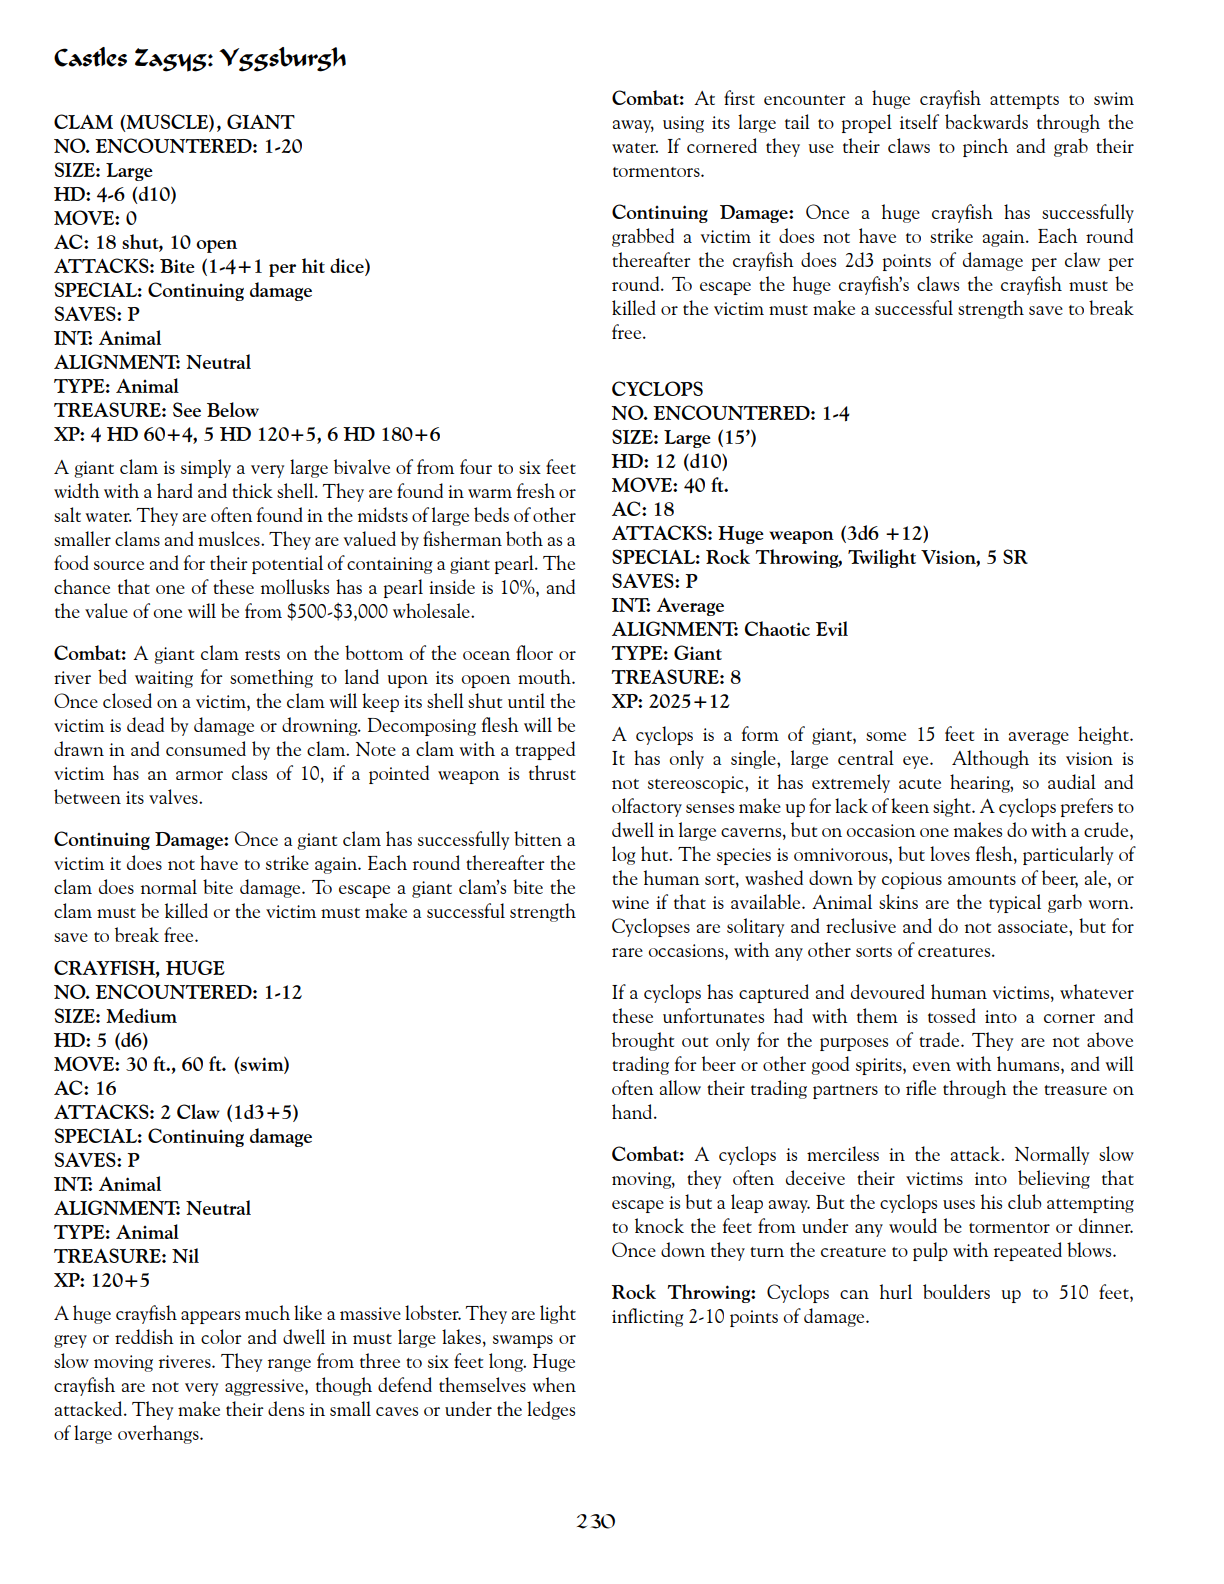 Castles Zagyg: Yggsburgh
CLAM (MUSCLE), GIANT
NO. ENCOUNTERED: 1-20
SIZE: Large
HD: 4-6 (d10)
MOVE: 0
AC: 18 shut, 10 open
ATTACKS: Bite (1-4+1 per hit dice)
SPECIAL: Continuing damage
SAVES: P
INT: Animal
ALIGNMENT: Neutral
TYPE: Animal
TREASURE: See Below
XP: 4 HD 60+4, 5 HD 120+5, 6 HD 180+6
A giant clam is simply a very large bivalve of from four to six feet
width with a hard and thick shell. They are found in warm fresh or
salt water. They are often found in the midsts of large beds of other
smaller clams and muslces. They are valued by fisherman both as a
food source and for their potential of containing a giant pearl. The
chance that one of these mollusks has a pearl inside is 10%, and
the value of one will be from $500-$3,000 wholesale.
Combat: A giant clam rests on the bottom of the ocean floor or
river bed waiting for something to land upon its opoen mouth.
Once closed on a victim, the clam will keep its shell shut until the
victim is dead by damage or drowning. Decomposing flesh will be
drawn in and consumed by the clam. Note a clam with a trapped
victim has an armor class of 10, if a pointed weapon is thrust
between its valves.
Continuing Damage: Once a giant clam has successfully bitten a
victim it does not have to strike again. Each round thereafter the
clam does normal bite damage. To escape a giant clam's bite the
clam must be killed or the victim must make a successful strength
save to break free.
CRAYFISH, HUGE
NO. ENCOUNTERED: 1-12
SIZE: Medium
HD: 5 (d6)
MOVE: 30 ft., 60 ft. (swim)
AC: 16
ATTACKS: 2 Claw (1d3+5)
SPECIAL: Continuing damage
SAVES: P
INT: Animal
ALIGNMENT: Neutral
TYPE: Animal
TREASURE: Nil
XP: 120+5
A huge crayfish appears much like a massive lobster. They are light
grey or reddish in color and dwell in must large lakes, swamps or
slow moving riveres. They range from three to six feet long. Huge
crayfish are not very aggressive, though defend themselves when
attacked. They make their dens in small caves or under the ledges
of large overhangs.
Combat: At first encounter a huge crayfish attempts to swim
away, using its large tail to propel itself backwards through the
water. If cornered they use their claws to pinch and grab their
tormentors.
Continuing Damage: Once a huge crayfish has successfully
grabbed a victim it does not have to strike again. Each round
thereafter the crayfish does 2d3 points of damage per claw per
round. To escape the huge crayfish's claws the crayfish must be
killed or the victim must make a successful strength save to break
free.
CYCLOPS
NO. ENCOUNTERED: 1-4
SIZE: Large (15')
HD: 12 (d10)
MOVE: 40 ft.
AC: 18
ATTACKS: Huge weapon (3d6 +12)
SPECIAL: Rock Throwing, Twilight Vision, 5 SR
SAVES: P
INT: Average
ALIGNMENT: Chaotic Evil
TYPE: Giant
TREASURE: 8
XP: 2025+12
A cyclops is a form of giant, some 15 feet in average height.
It has only a single, large central eye. Although its vision is
not stereoscopic, it has extremely acute hearing, so audial and
olfactory senses make up for lack of keen sight. A cyclops prefers to
dwell in large caverns, but on occasion one makes do with a crude,
log hut. The species is omnivorous, but loves flesh, particularly of
the human sort, washed down by copious amounts of beer, ale, or
wine if that is available. Animal skins are the typical garb worn.
Cyclopses are solitary and reclusive and do not associate, but for
rare occasions, with any other sorts of creatures.
If a cyclops has captured and devoured human victims, whatever
these unfortunates had with them is tossed into a corner and
brought out only for the purposes of trade. They are not above
trading for beer or other good spirits, even with humans, and will
often allow their trading partners to rifle through the treasure on
hand.
Combat: A cyclops is merciless in the attack. Normally slow
moving, they often deceive their victims into believing that
escape is but a leap away. But the cyclops uses his club attempting
to knock the feet from under any would be tormentor or dinner.
Once down they turn the creature to pulp with repeated blows.
Rock Throwing: Cyclops can hurl boulders up to 510 feet,
inflicting 2-10 points of damage.
230